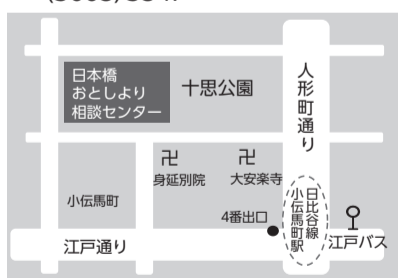 日本橋
おとしより
相談センター
十思公園
人形町通り
卍
卍
身延別院
大安楽寺
小伝馬町
4番出口
日比谷線
小伝馬町駅
江戸バス
江戸通り